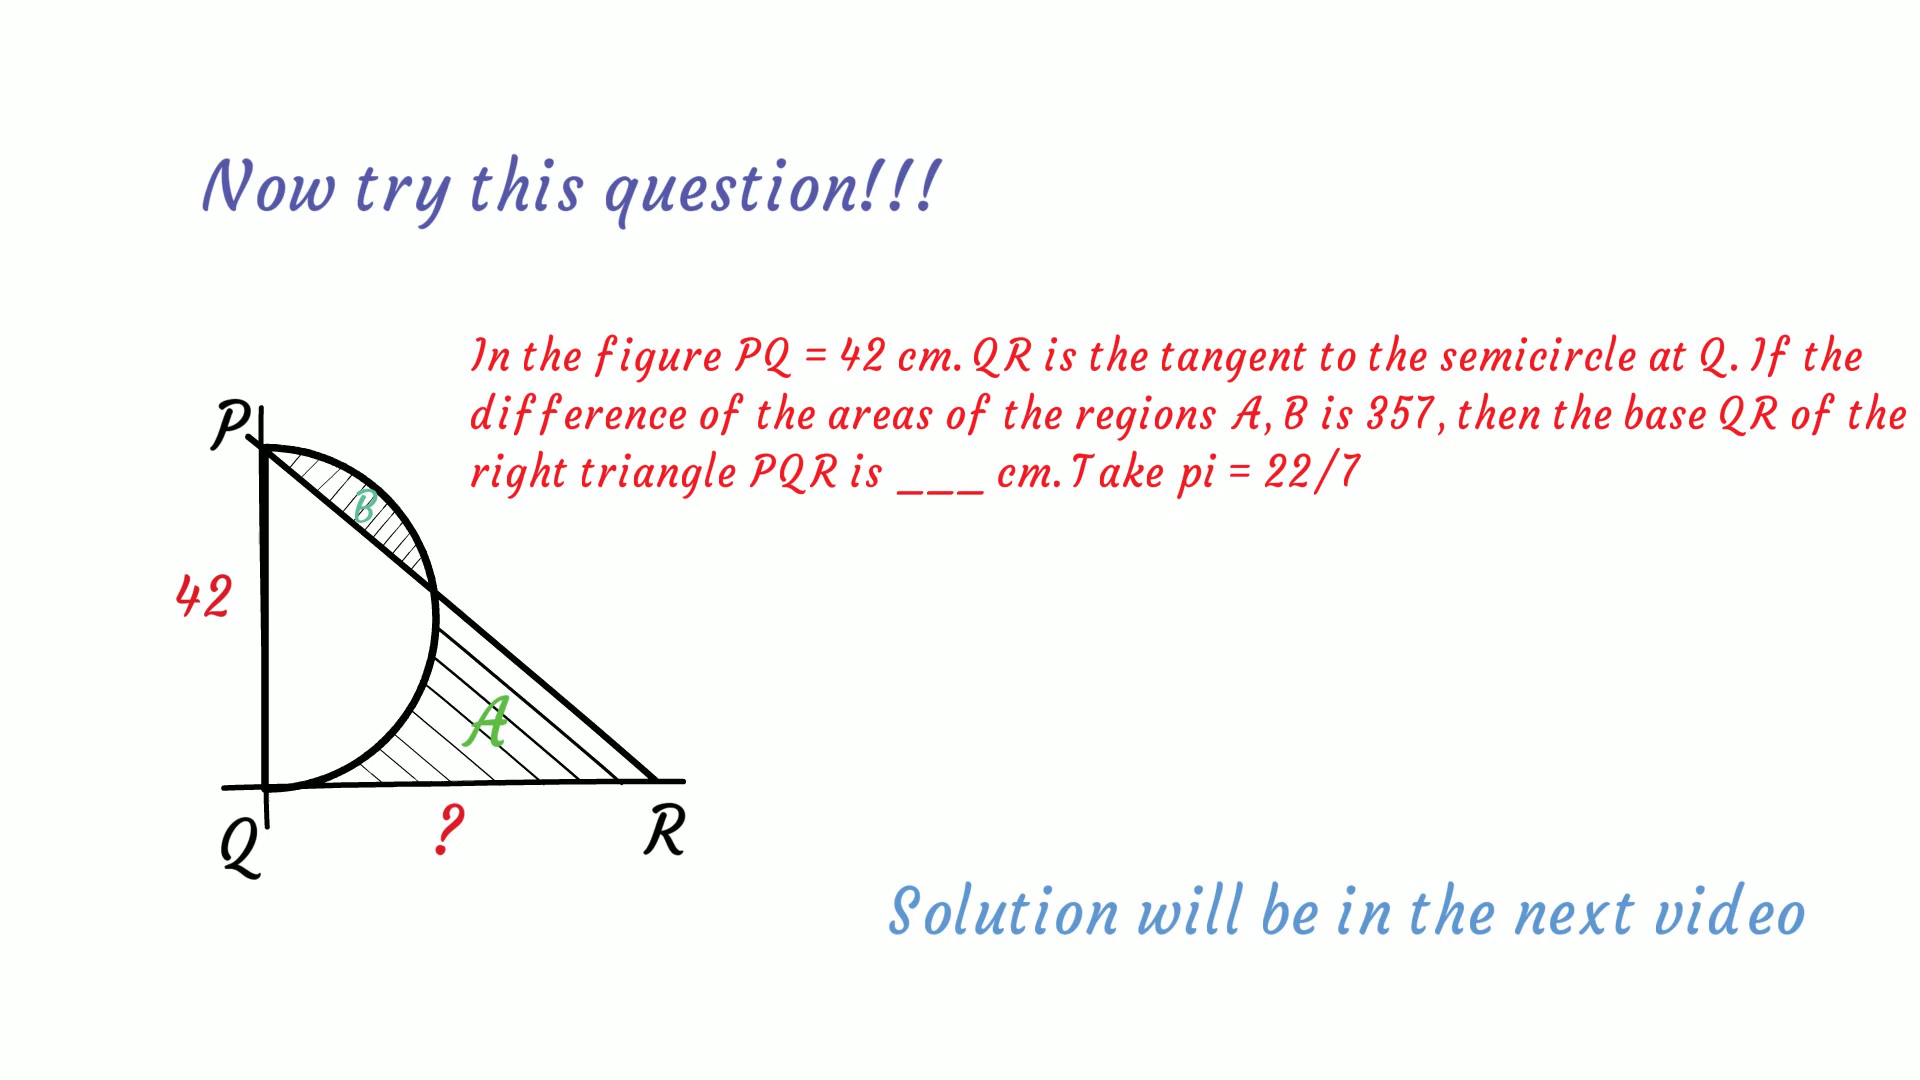 Now try this question!!!
In the figure PQ = 42 cm. QR is the tangent to the semicircle at Q. If the
difference of the areas of the regions A, B is 357, then the base QR of the
right triangle PQR is ___ cm. Take pi = 22/7
P
B
42
A
?
Q
R
Solution will be in the next video